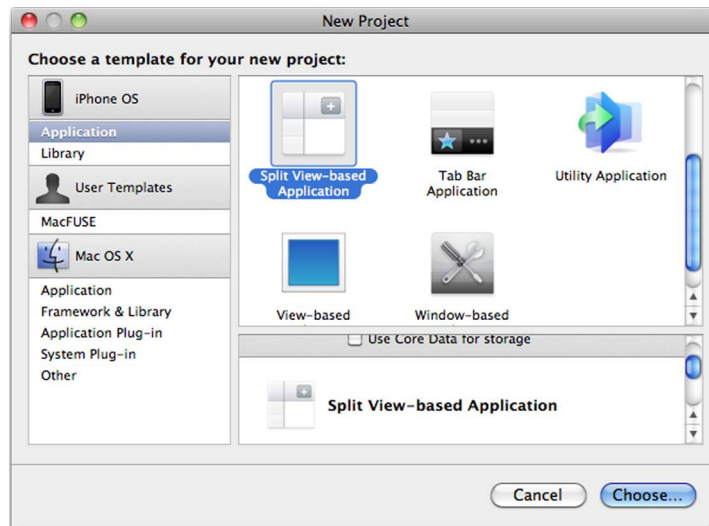 New Project
Choose a template for your new project:
iPhone OS
Application
Library
User Templates
MacFUSE
Mac OS X
Application
Framework & Library
Application Plug-in
System Plug-in
Other
Split View-based
Application
Tab Bar
Application
Utility Application
View-based
Window-based
Use Core Data for storage
Split View-based Application
Cancel
Choose...